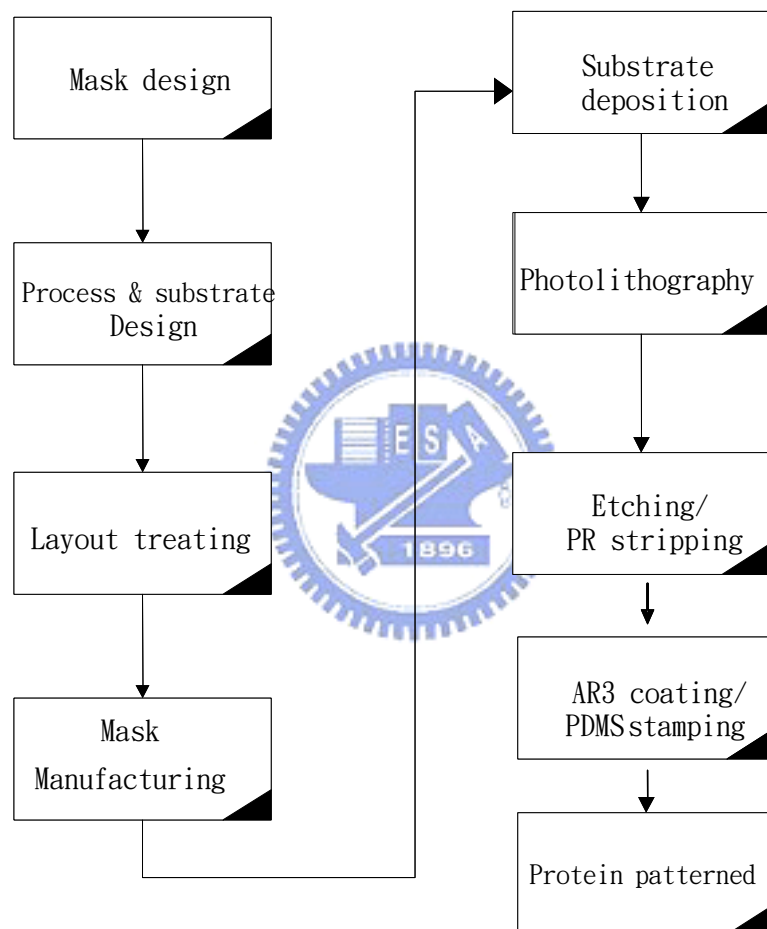 Mask design
Process & substrate
Design
Layout treating
Mask
Manufacturing
Substrate
deposition
Photolithography
Etching/
PR stripping
AR3 coating/
PDMS stamping
Protein patterned
E S A
1896